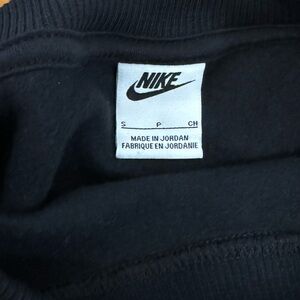 NIKE
S P CH
MADE IN JORDAN
FABRIQUE EN JORDANIE